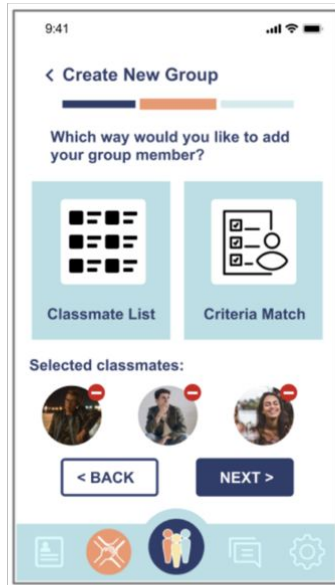 9:41
< Create New Group
Which way would you like to add
your group member?
Classmate List
Criteria Match
Selected classmates:
< BACK
NEXT >